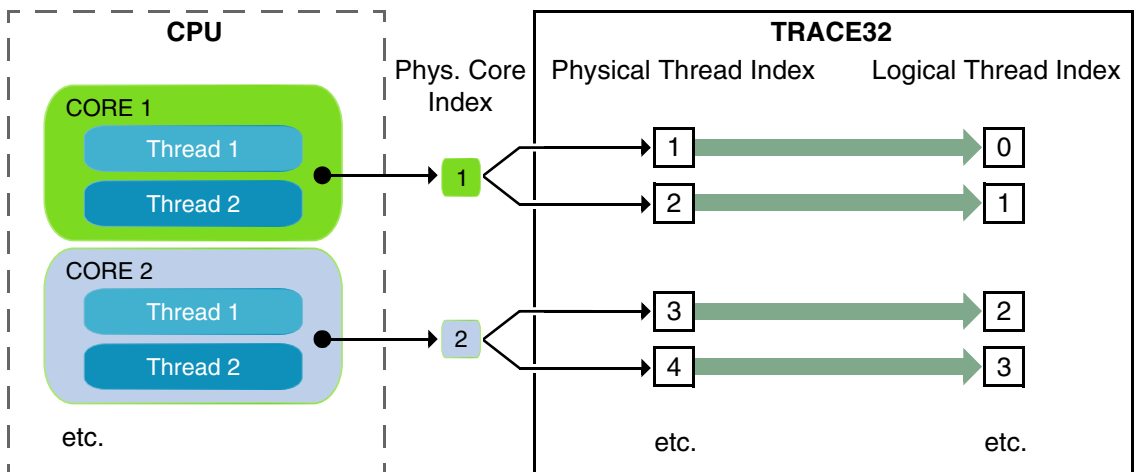 CPU
CORE 1
Thread 1
Thread 2
CORE 2
Thread 1
Thread 2
etc.
Phys. Core
Index
1
2
TRACE32
Physical Thread Index
Logical Thread Index
1
0
2
1
3
2
4
3
etc.
etc.